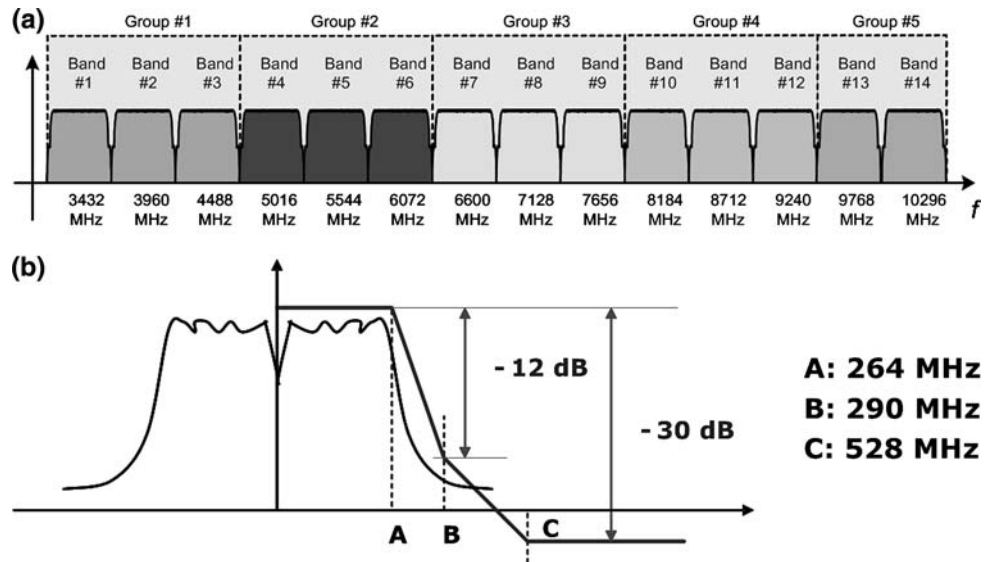 (a)
Group #1 Group #2 Group #3 Group #4 Group #5
Band Band Band Band Band Band Band Band Band Band Band Band Band Band
#1 #2 #3 #4 #5 #6 #7 #8 #9 #10 #11 #12 #13 #14
3432 3960 4488 5016 5544 6072 6600 7128 7656 8184 8712 9240 9768 10296
MHz MHz MHz MHz MHz MHz MHz MHz MHz MHz MHz MHz MHz MHz
f
(b)
- 12 dB
- 30 dB
A: 264 MHz
B: 290 MHz
C: 528 MHz
A B C